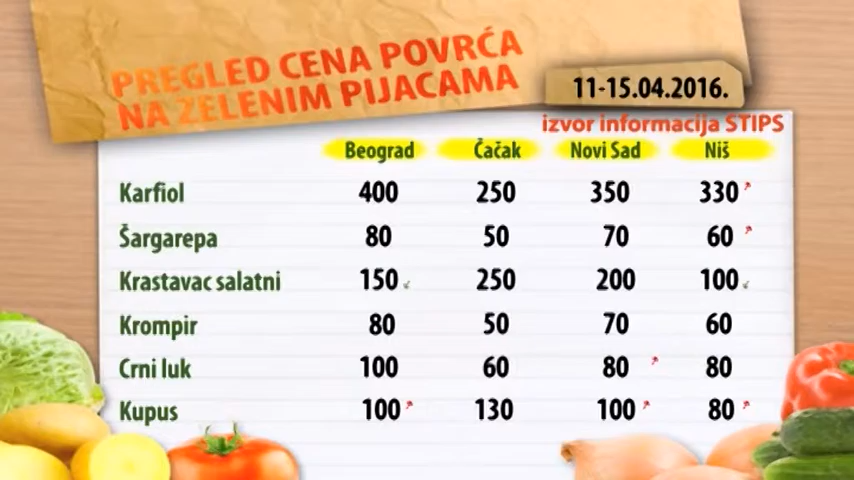 PREGLED CENA POVRĆA
NA ZELENIM PIJACAMA
11-15.04.2016.
izvor informacija STIPS
Beograd Čačak Novi Sad Niš
Karfiol 400 250 350 330
Šargarepa 80 50 70 60
Krastavac salatni 150 250 200 100
Krompir 80 50 70 60
Crni luk 100 60 80 80
Kupus 100 130 100 80